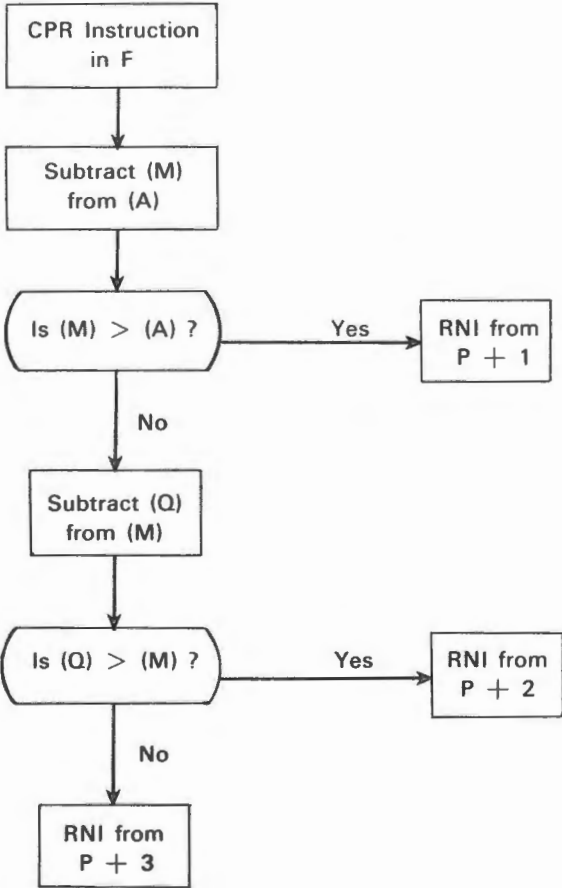 CPR Instruction
in F
Subtract (M)
from (A)
Is (M) > (A) ?
Yes
RNI from
P + 1
No
Subtract (Q)
from (M)
Is (Q) > (M) ?
Yes
RNI from
P + 2
No
RNI from
P + 3